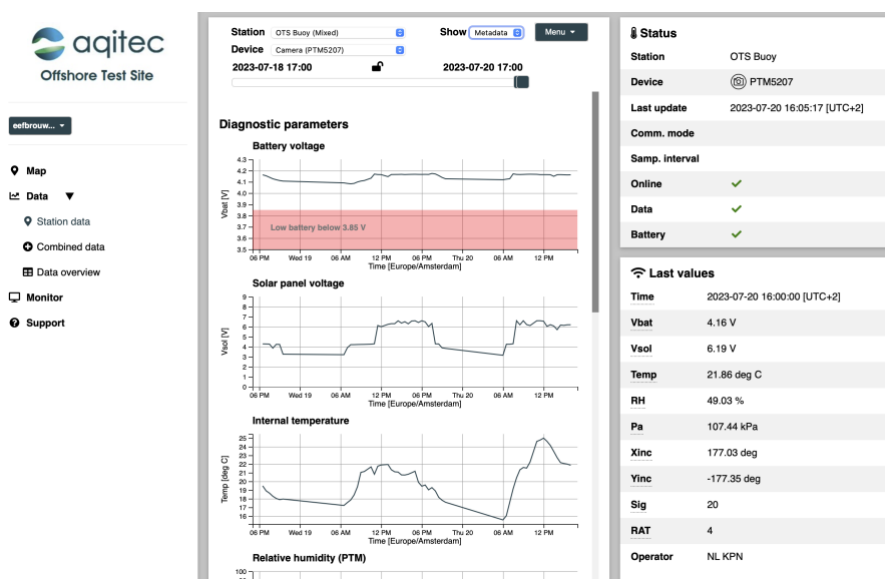 aqitec
Offshore Test Site
eefbrouw...
Map
Data
Station data
Combined data
Data overview
Monitor
Support
Station OTS Buoy (Mixed) Show Metadata Menu
Device Camera (PTM5207)
2023-07-18 17:00 2023-07-20 17:00
Diagnostic parameters
Battery voltage
4.3
4.2
4.1
4.0
3.9
3.8
3.7
3.6
3.5
Vbat [V]
Low battery below 3.85 V
06 PM Wed 19 06 AM 12 PM 06 PM Thu 20 06 AM 12 PM
Time [Europe/Amsterdam]
Solar panel voltage
9
8
7
6
5
4
3
2
1
0
Vsol [V]
06 PM Wed 19 06 AM 12 PM 06 PM Thu 20 06 AM 12 PM
Time [Europe/Amsterdam]
Internal temperature
25
24
23
22
21
20
19
18
17
16
Temp [deg C]
06 PM Wed 19 06 AM 12 PM 06 PM Thu 20 06 AM 12 PM
Time [Europe/Amsterdam]
Relative humidity (PTM)
100
Status
Station OTS Buoy
Device PTM5207
Last update 2023-07-20 16:05:17 [UTC+2]
Comm. mode
Samp. interval
Online
Data
Battery
Last values
Time 2023-07-20 16:00:00 [UTC+2]
Vbat 4.16 V
Vsol 6.19 V
Temp 21.86 deg C
RH 49.03 %
Pa 107.44 kPa
Xinc 177.03 deg
Yinc -177.35 deg
Sig 20
RAT 4
Operator NL KPN